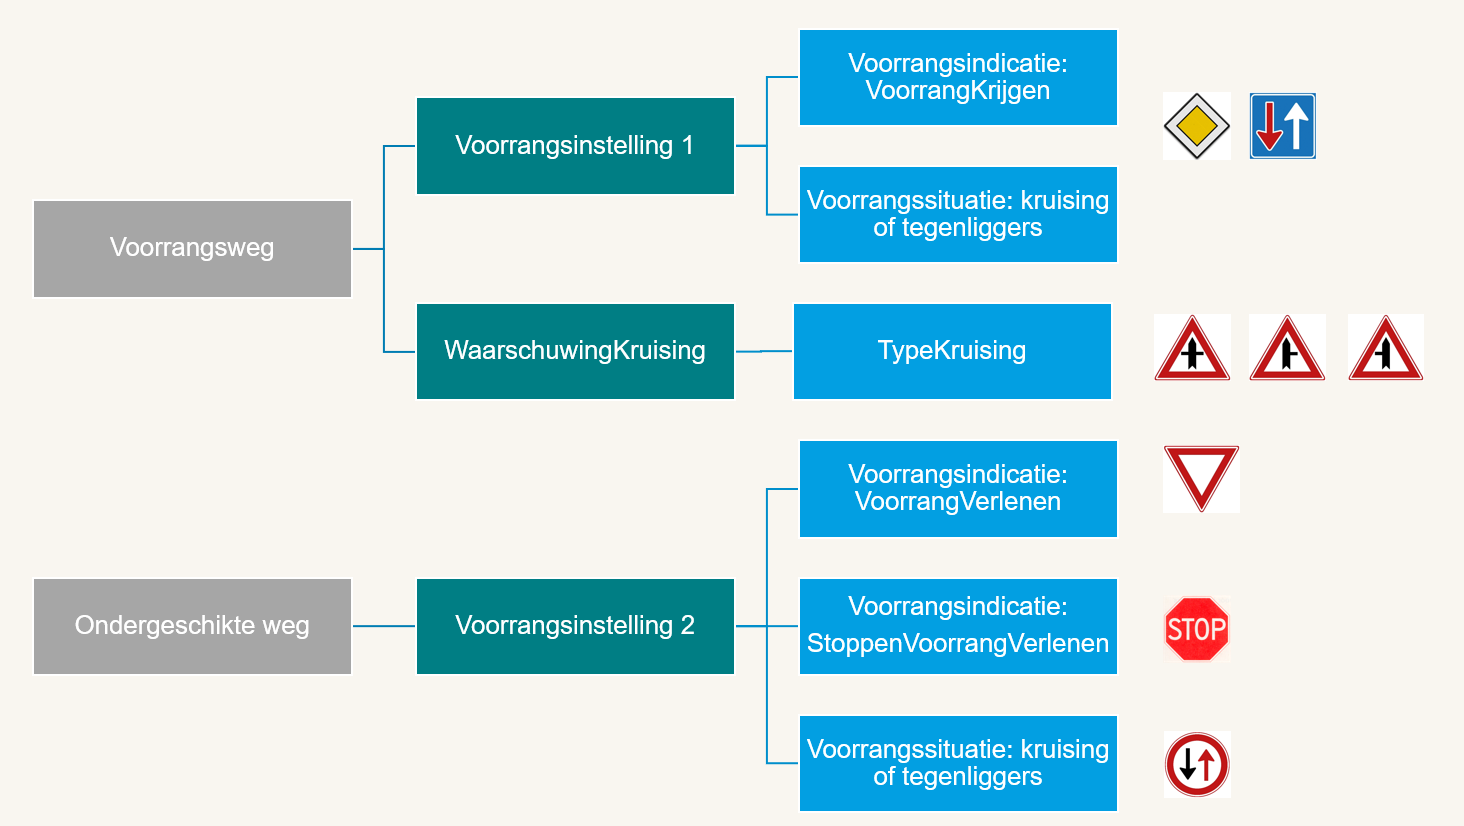 Voorrangsindicatie:
VoorrangKrijgen
Voorrangsinstelling 1
Voorrangssituatie: kruising
of tegenliggers
Voorrangsweg
WaarschuwingKruising
TypeKruising
Voorrangsindicatie:
VoorrangVerlenen
Ondergeschikte weg
Voorrangsinstelling 2
Voorrangsindicatie:
StoppenVoorrangVerlenen
STOP
Voorrangssituatie: kruising
of tegenliggers